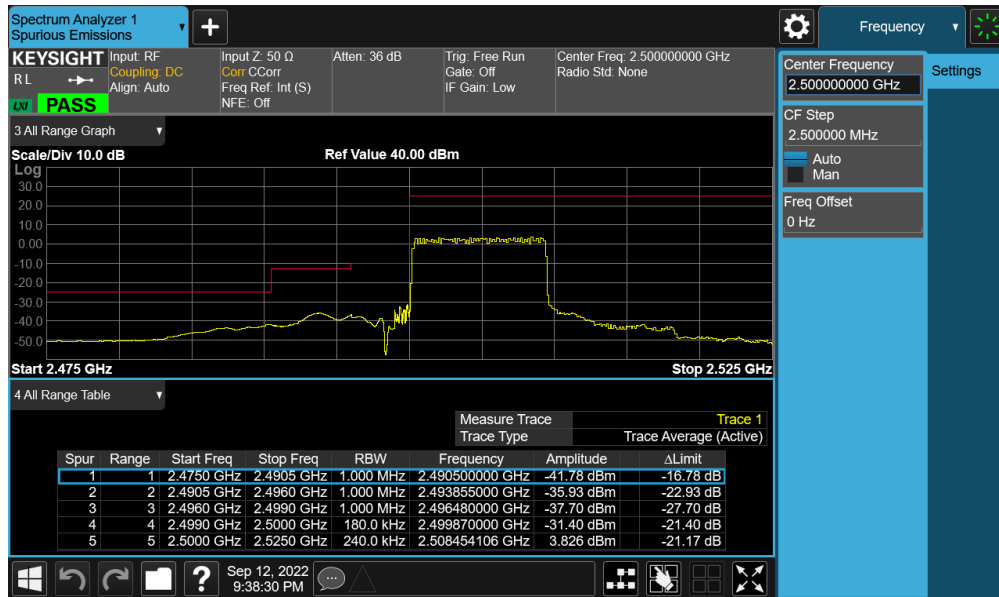 Spectrum Analyzer 1
Spurious Emissions
+
Frequency
KEYSIGHT
R L
LXI
PASS
Input: RF
Coupling: DC
Align: Auto
Input Z: 50 Ω
Corr CCorr
Freq Ref: Int (S)
NFE: Off
Atten: 36 dB
Trig: Free Run
Gate: Off
IF Gain: Low
Center Freq: 2.500000000 GHz
Radio Std: None
Center Frequency
2.500000000 GHz
Settings
CF Step
2.500000 MHz
Auto
Man
Freq Offset
0 Hz
3 All Range Graph
Scale/Div 10.0 dB
Ref Value 40.00 dBm
Log
30.0
20.0
10.0
0.00
-10.0
-20.0
-30.0
-40.0
-50.0
Start 2.475 GHz
Stop 2.525 GHz
4 All Range Table
Measure Trace Trace 1
Trace Type Trace Average (Active)
Spur Range Start Freq Stop Freq RBW Frequency Amplitude ΔLimit
1 1 2.4750 GHz 2.4905 GHz 1.000 MHz 2.490500000 GHz -41.78 dBm -16.78 dB
2 2 2.4905 GHz 2.4960 GHz 1.000 MHz 2.493855000 GHz -35.93 dBm -22.93 dB
3 3 2.4960 GHz 2.4990 GHz 1.000 MHz 2.496480000 GHz -37.70 dBm -27.70 dB
4 4 2.4990 GHz 2.5000 GHz 180.0 kHz 2.499870000 GHz -31.40 dBm -21.40 dB
5 5 2.5000 GHz 2.5250 GHz 240.0 kHz 2.508454106 GHz 3.826 dBm -21.17 dB
?
Sep 12, 2022
9:38:30 PM